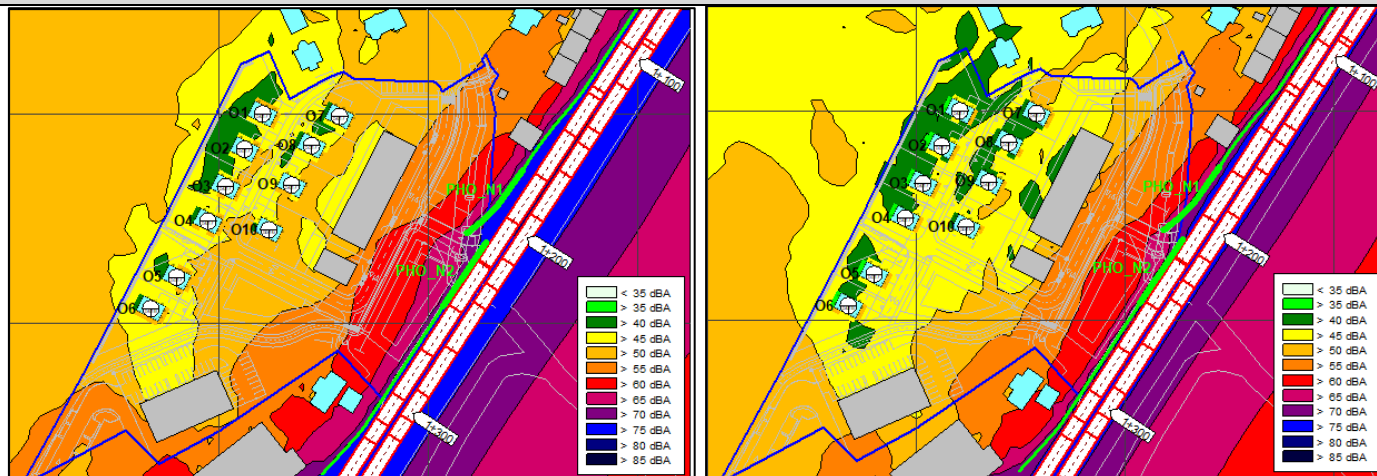 O1
O7
O2
O8
O3
O9
O4
O10
O5
O6
PHO_N1
PHO_N2
1+100
1+200
1+300
< 35 dBA
> 35 dBA
> 40 dBA
> 45 dBA
> 50 dBA
> 55 dBA
> 60 dBA
> 65 dBA
> 70 dBA
> 75 dBA
> 80 dBA
> 85 dBA
O1
O7
O2
O8
O3
O9
O4
O10
O5
O6
PHO_N1
PHO_N2
1+100
1+200
1+300
< 35 dBA
> 35 dBA
> 40 dBA
> 45 dBA
> 50 dBA
> 55 dBA
> 60 dBA
> 65 dBA
> 70 dBA
> 75 dBA
> 80 dBA
> 85 dBA